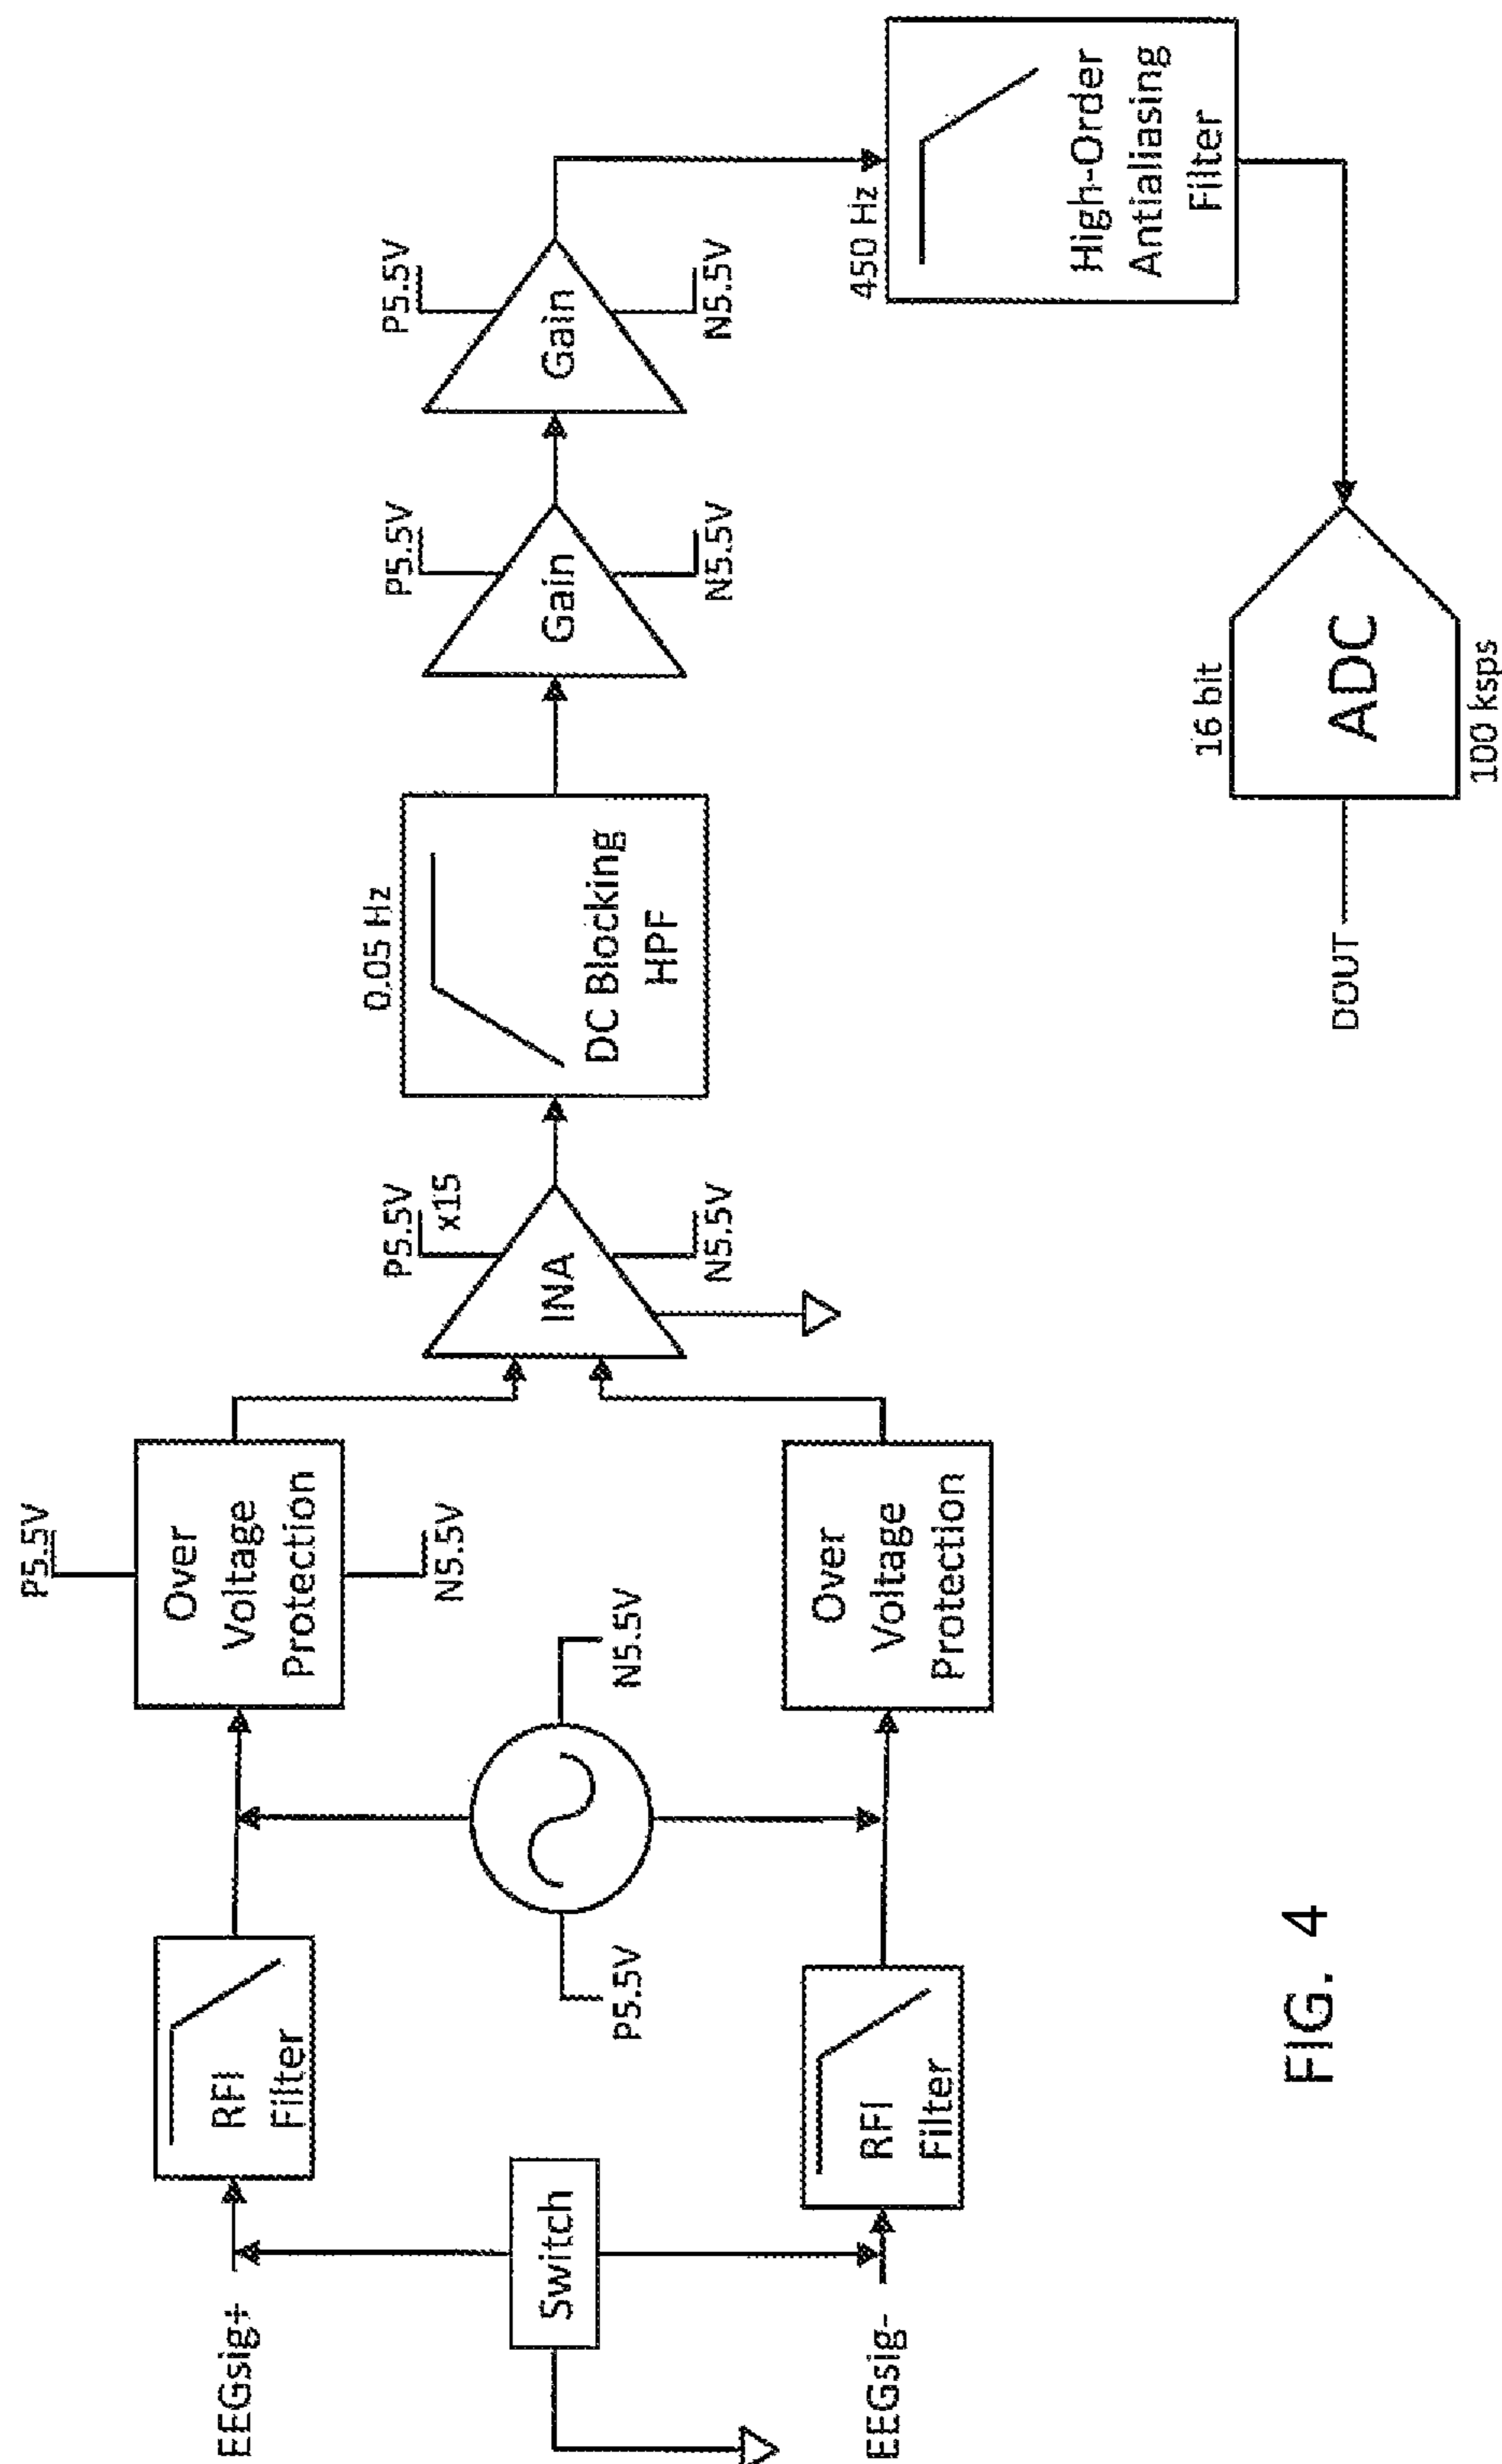 EEGsig+
EEGsig-
Switch
RFI
Filter
RFI
Filter
P5.5V
N5.5V
P5.5V
Over
Voltage
Protection
N5.5V
Over
Voltage
Protection
P5.5V
x15
INA
N5.5V
0.05 Hz
DC Blocking
HPF
P5.5V
Gain
N5.5V
P5.5V
Gain
N5.5V
450 Hz
High-Order
Antialiasing
Filter
16 bit
ADC
100 ksps
DOUT
FIG. 4